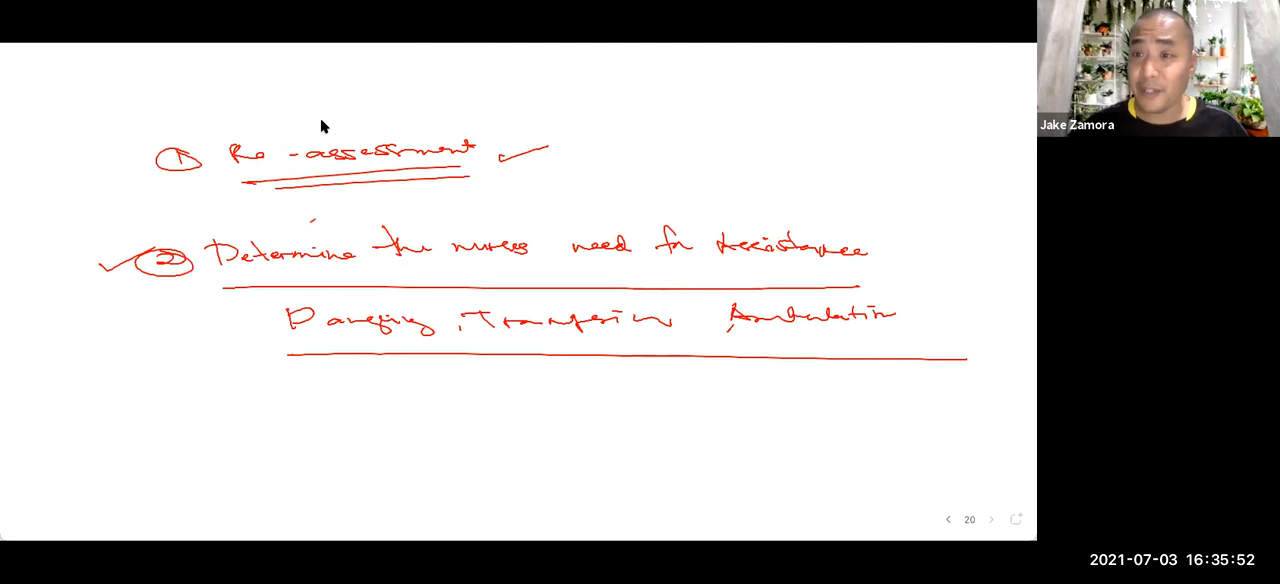 ① Re-assessment
② Determine the nurses need for Assistance
Dangling, Transferin, Ambulation
Jake Zamora
20
2021-07-03 16:35:52